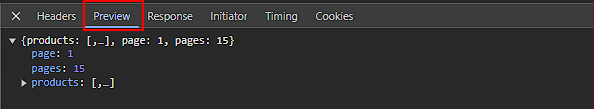 Headers Preview Response Initiator Timing Cookies
{products: [,…], page: 1, pages: 15}
page: 1
pages: 15
products: [,…]